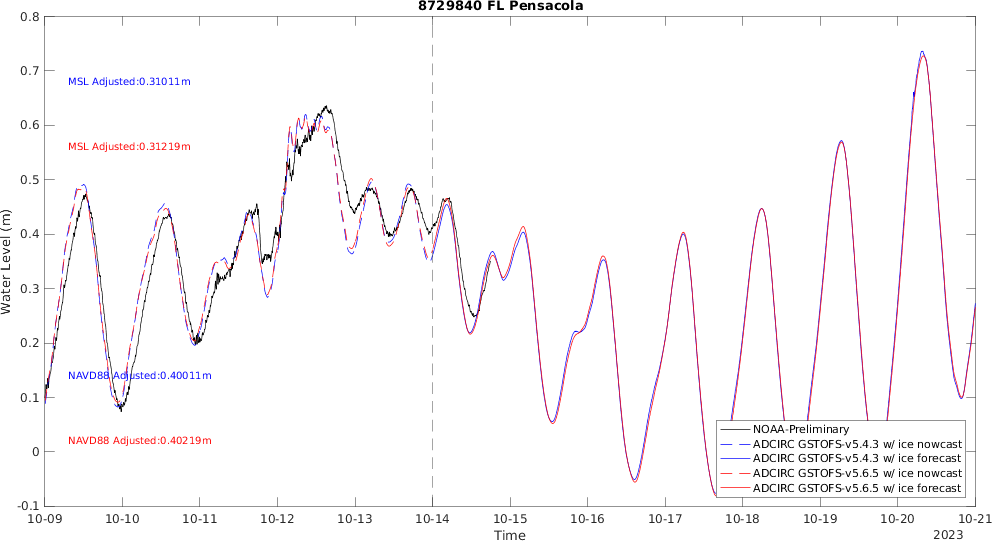 8729840 FL Pensacola
Water Level (m)
0.8
0.7
0.6
0.5
0.4
0.3
0.2
0.1
0
-0.1
MSL Adjusted:0.31011m
MSL Adjusted:0.31219m
NAVD88 Adjusted:0.40011m
NAVD88 Adjusted:0.40219m
NOAA-Preliminary
ADCIRC GSTOFS-v5.4.3 w/ ice nowcast
ADCIRC GSTOFS-v5.4.3 w/ ice forecast
ADCIRC GSTOFS-v5.6.5 w/ ice nowcast
ADCIRC GSTOFS-v5.6.5 w/ ice forecast
10-09 10-10 10-11 10-12 10-13 10-14 10-15 10-16 10-17 10-18 10-19 10-20 10-21
Time
2023